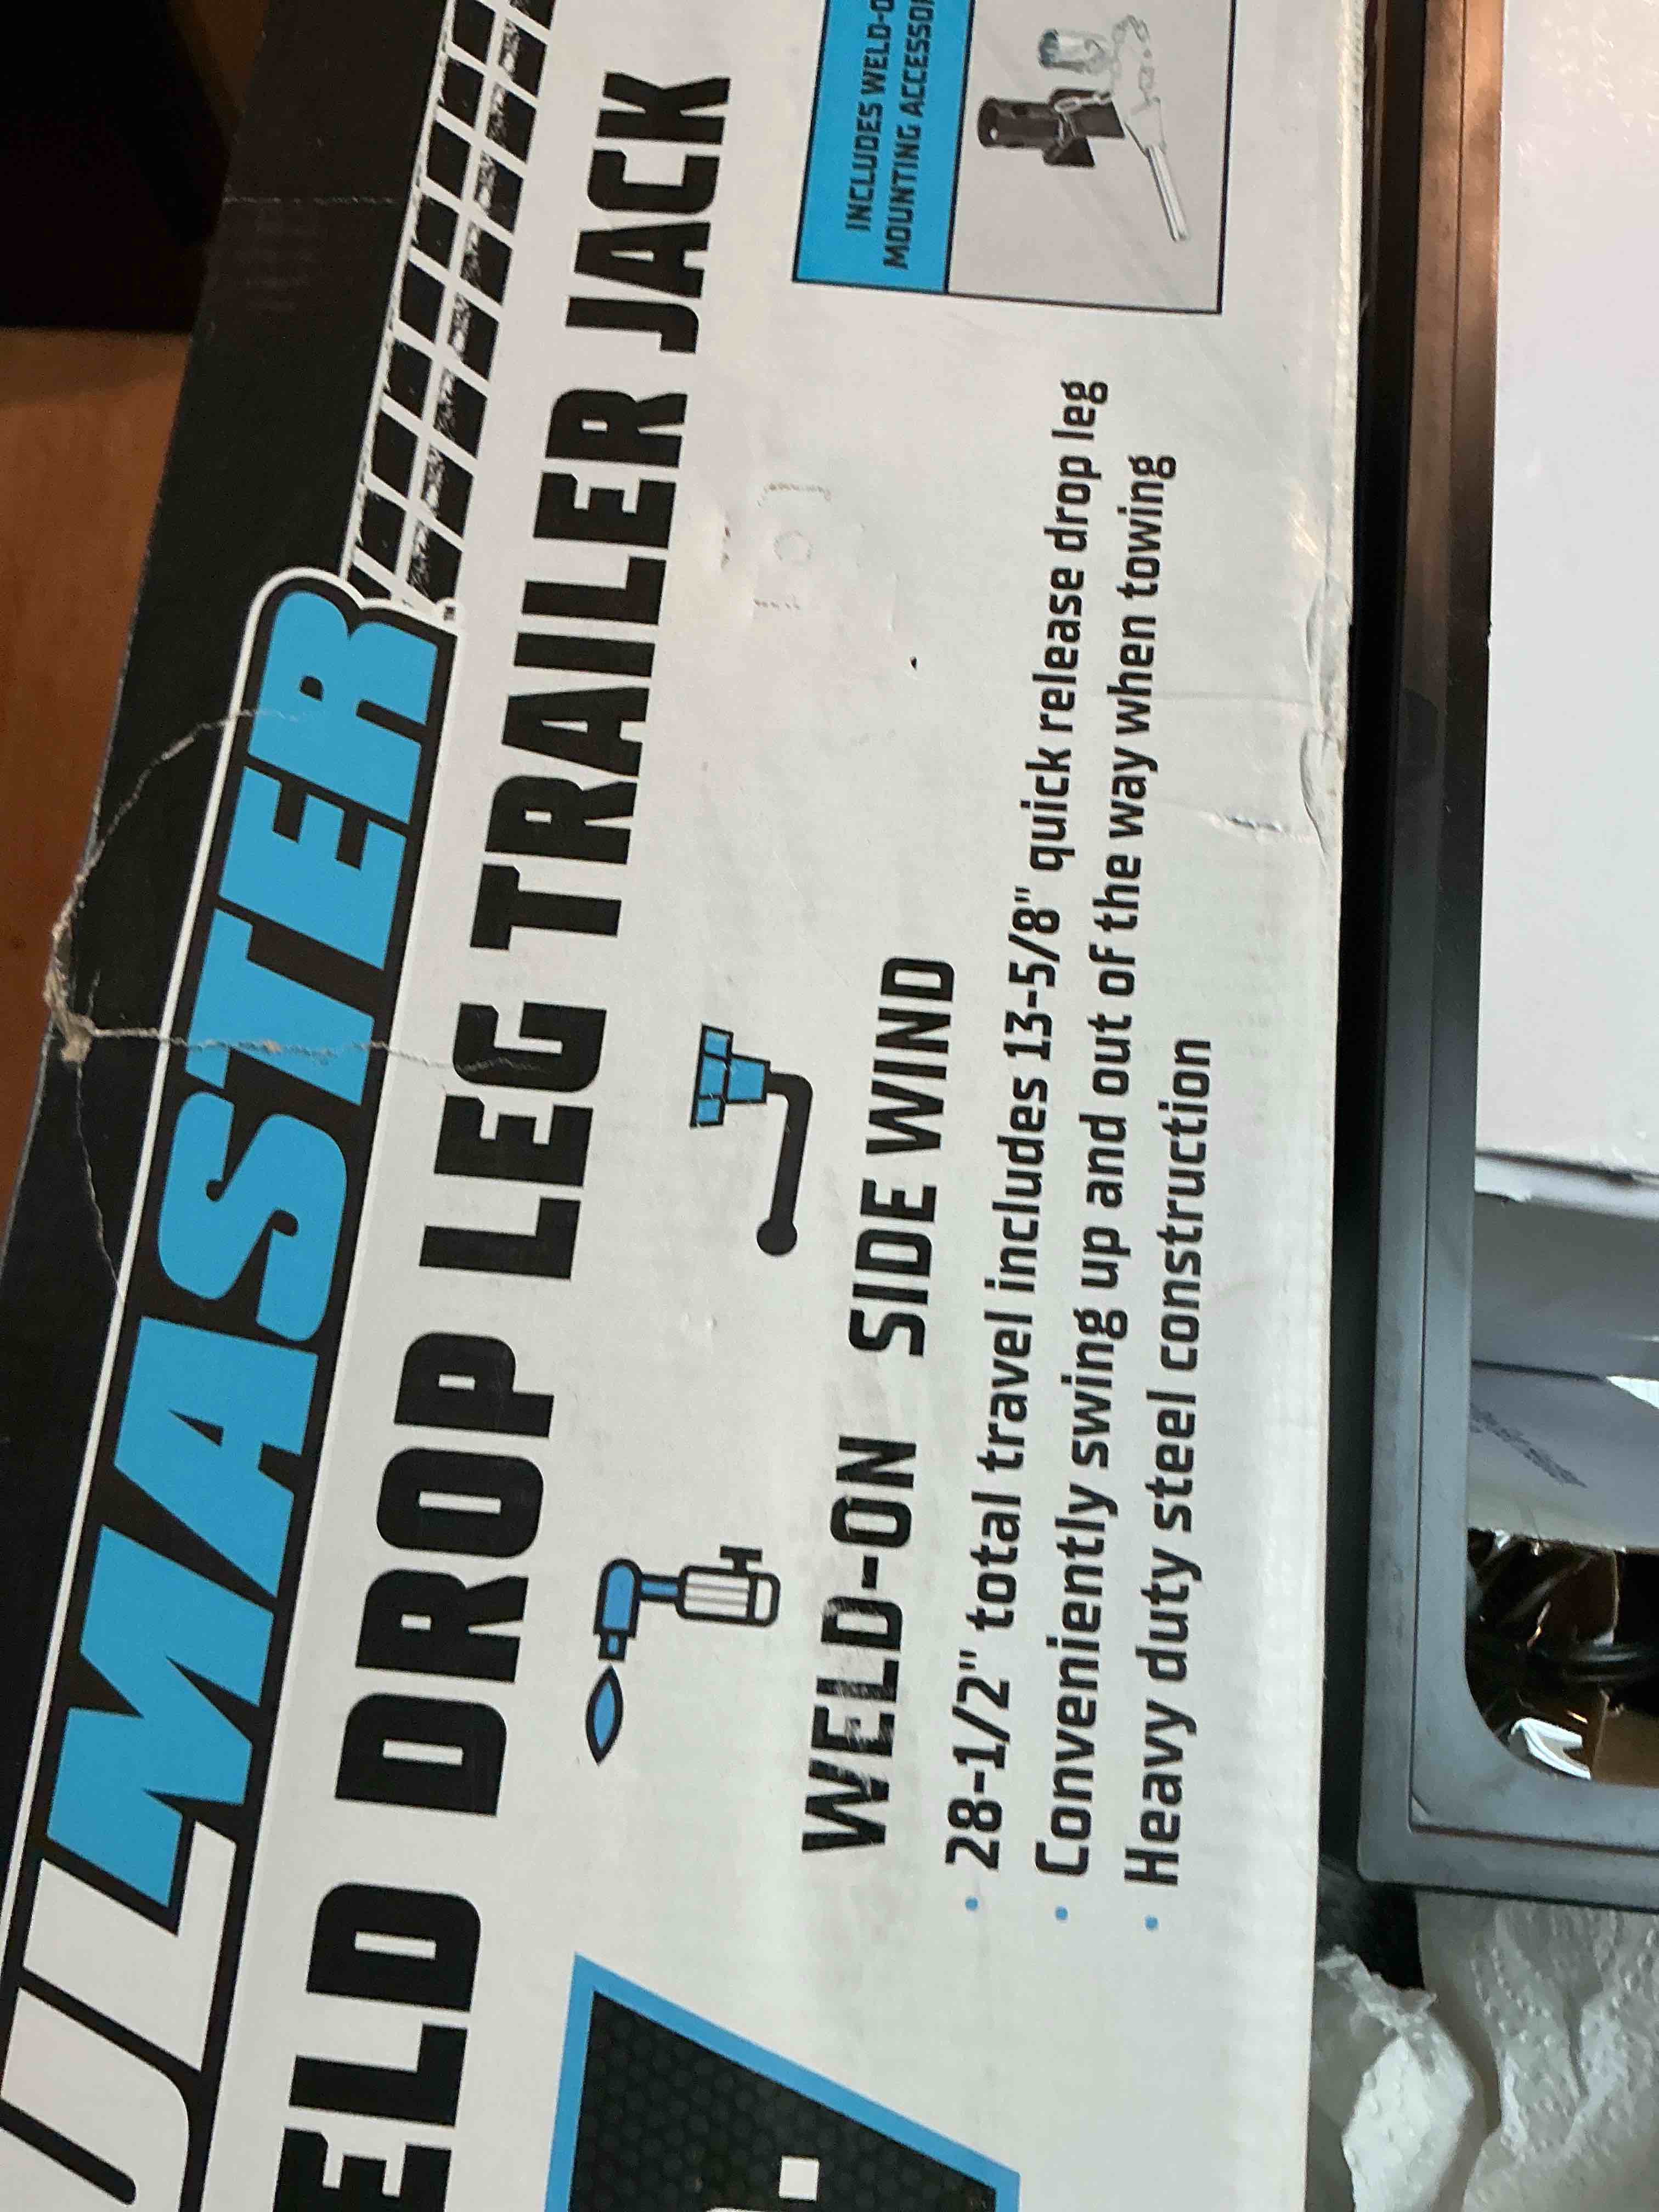 MASTER
DROP LEG TRAILER JACK
WELD-ON SIDE WIND
• 28-1/2" total travel includes 13-5/8" quick release drop leg
• Conveniently swing up and out of the way when towing
• Heavy duty steel construction
INCLUDES WELD-O
MOUNTING ACCESSOR